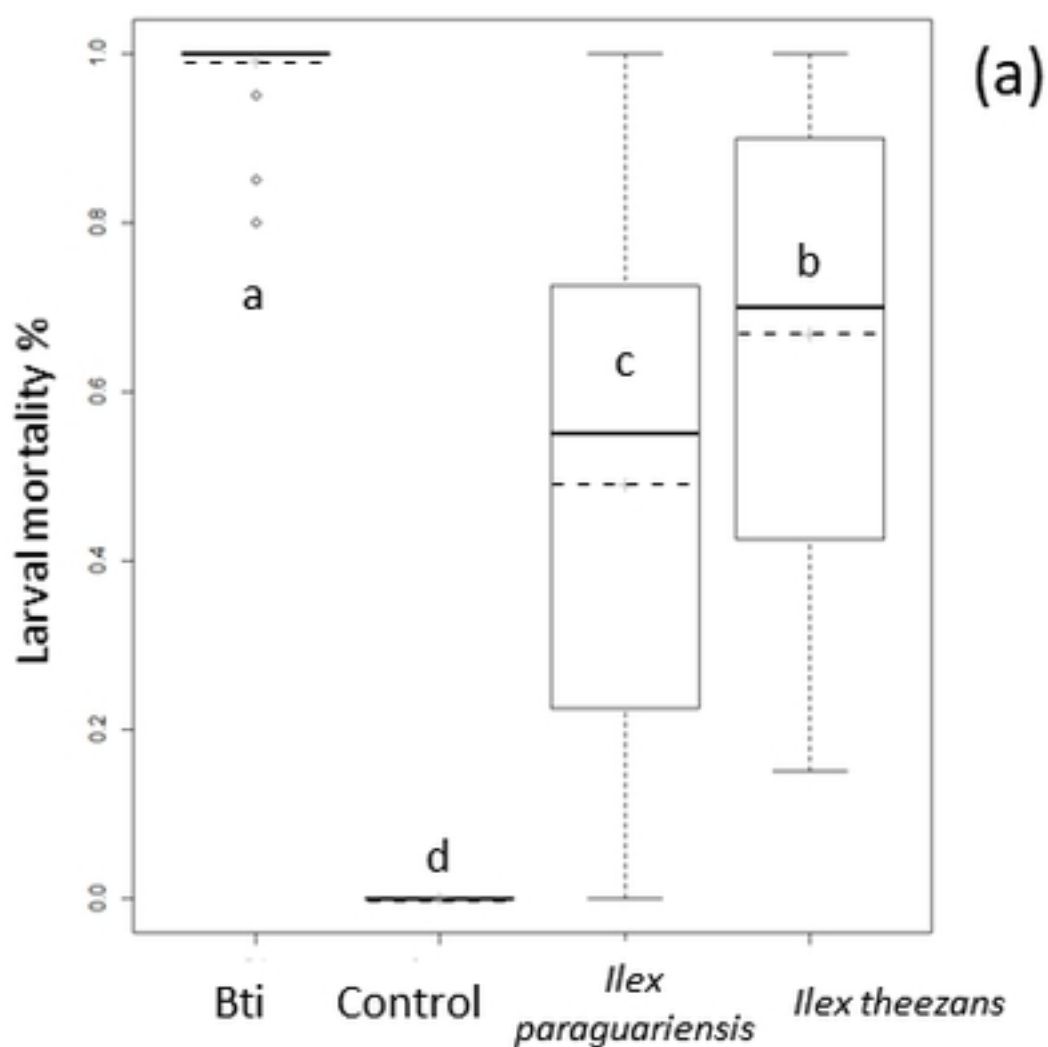 (a)
Larval mortality %
1.0
0.8
0.6
0.4
0.2
0.0
a
d
c
b
Bti
Control
Ilex
paraguariensis
Ilex theezans